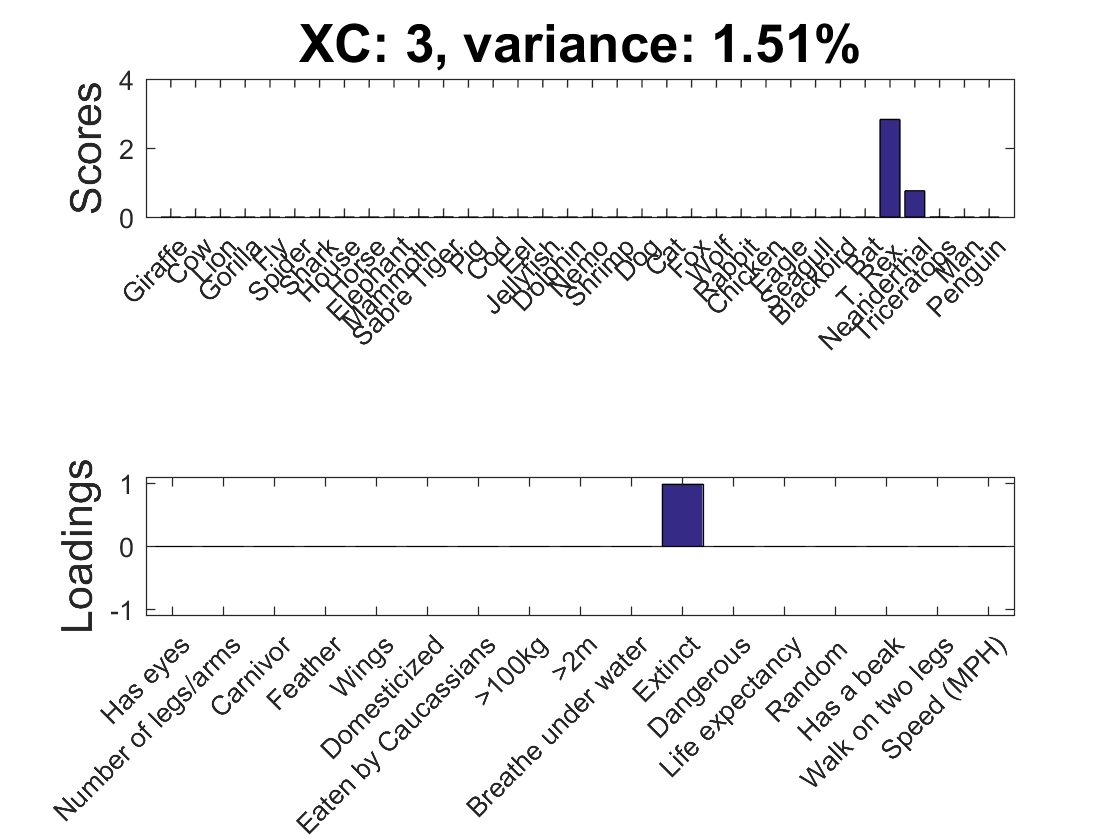 XC: 3, variance: 1.51%
Scores
4
2
0
Giraffe
Cow
Lion
Gorilla
Fly
Spider
Shark
House
Horse
Elephant
Mammoth
Sabre Tiger
Pig
Cod
Eel
Jellyfish
Dolphin
Nemo
Shrimp
Dog
Cat
Fox
Wolf
Rabbit
Chicken
Eagle
Seagull
Blackbird
Bat
T. Rex
Neanderthal
Triceratops
Man
Penguin
Loadings
1
0
-1
Has eyes
Number of legs/arms
Carnivor
Feather
Wings
Domesticized
Eaten by Caucassians
>100kg
>2m
Breathe under water
Extinct
Dangerous
Life expectancy
Random
Has a beak
Walk on two legs
Speed (MPH)